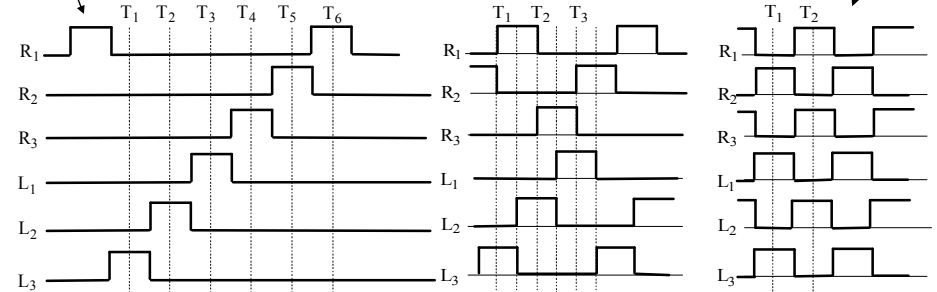 T1 T2 T3 T4 T5 T6
R1
R2
R3
L1
L2
L3
T1 T2 T3
R1
R2
R3
L1
L2
L3
T1 T2
R1
R2
R3
L1
L2
L3